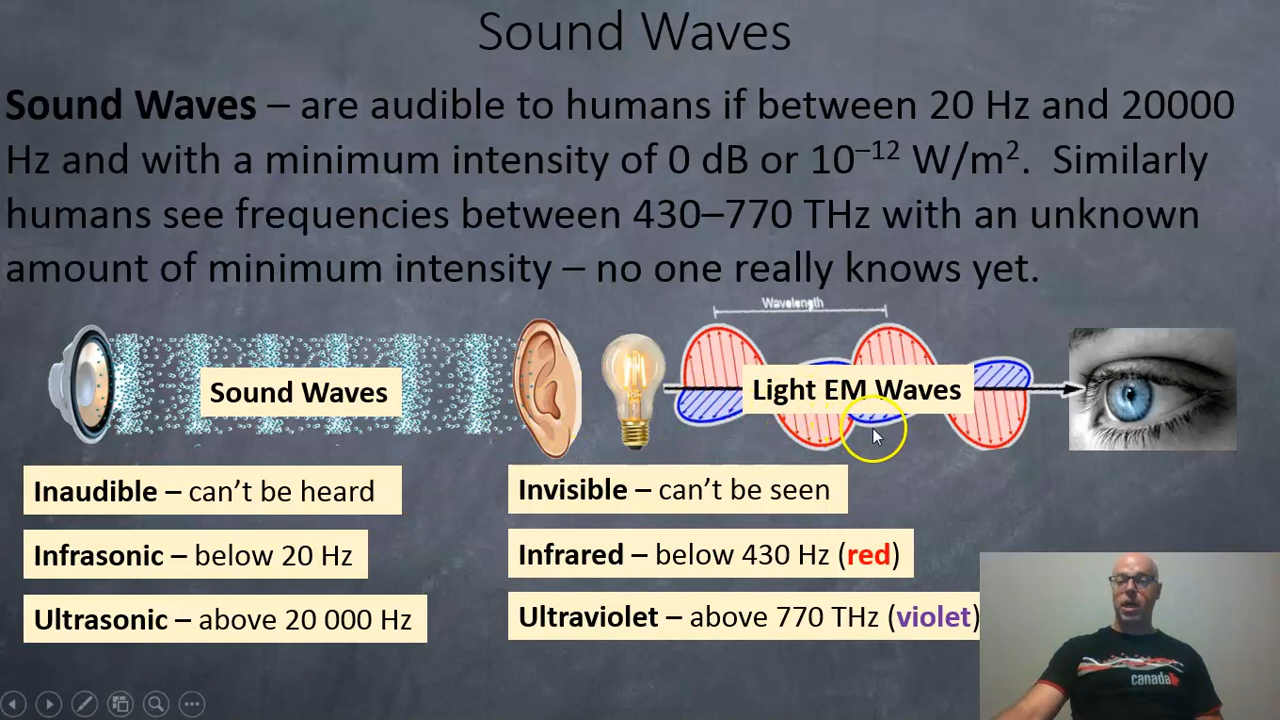 Sound Waves
Sound Waves – are audible to humans if between 20 Hz and 20000
Hz and with a minimum intensity of 0 dB or 10⁻¹² W/m². Similarly
humans see frequencies between 430–770 THz with an unknown
amount of minimum intensity – no one really knows yet.
Wavelength
Sound Waves
Light EM Waves
Inaudible – can't be heard
Infrasonic – below 20 Hz
Ultrasonic – above 20 000 Hz
Invisible – can't be seen
Infrared – below 430 Hz (red)
Ultraviolet – above 770 THz (violet)
canada